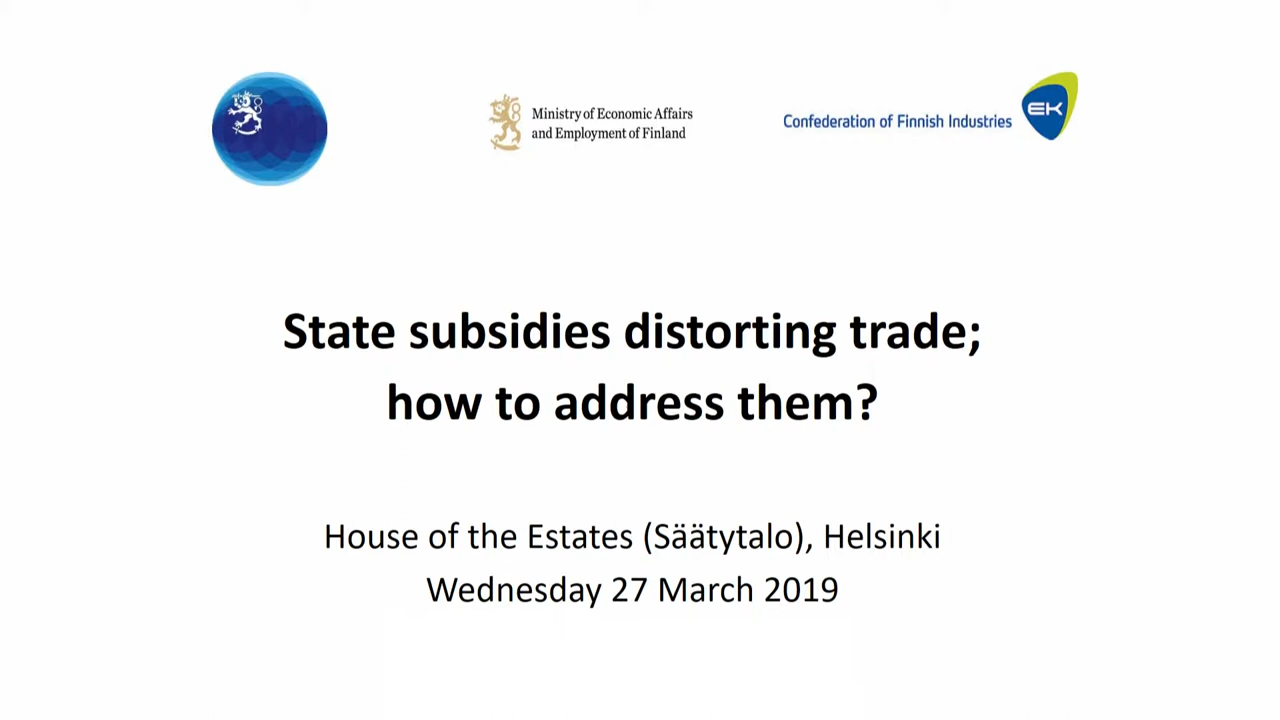 Ministry of Economic Affairs
and Employment of Finland
Confederation of Finnish Industries
EK
State subsidies distorting trade;
how to address them?
House of the Estates (Säätytalo), Helsinki
Wednesday 27 March 2019